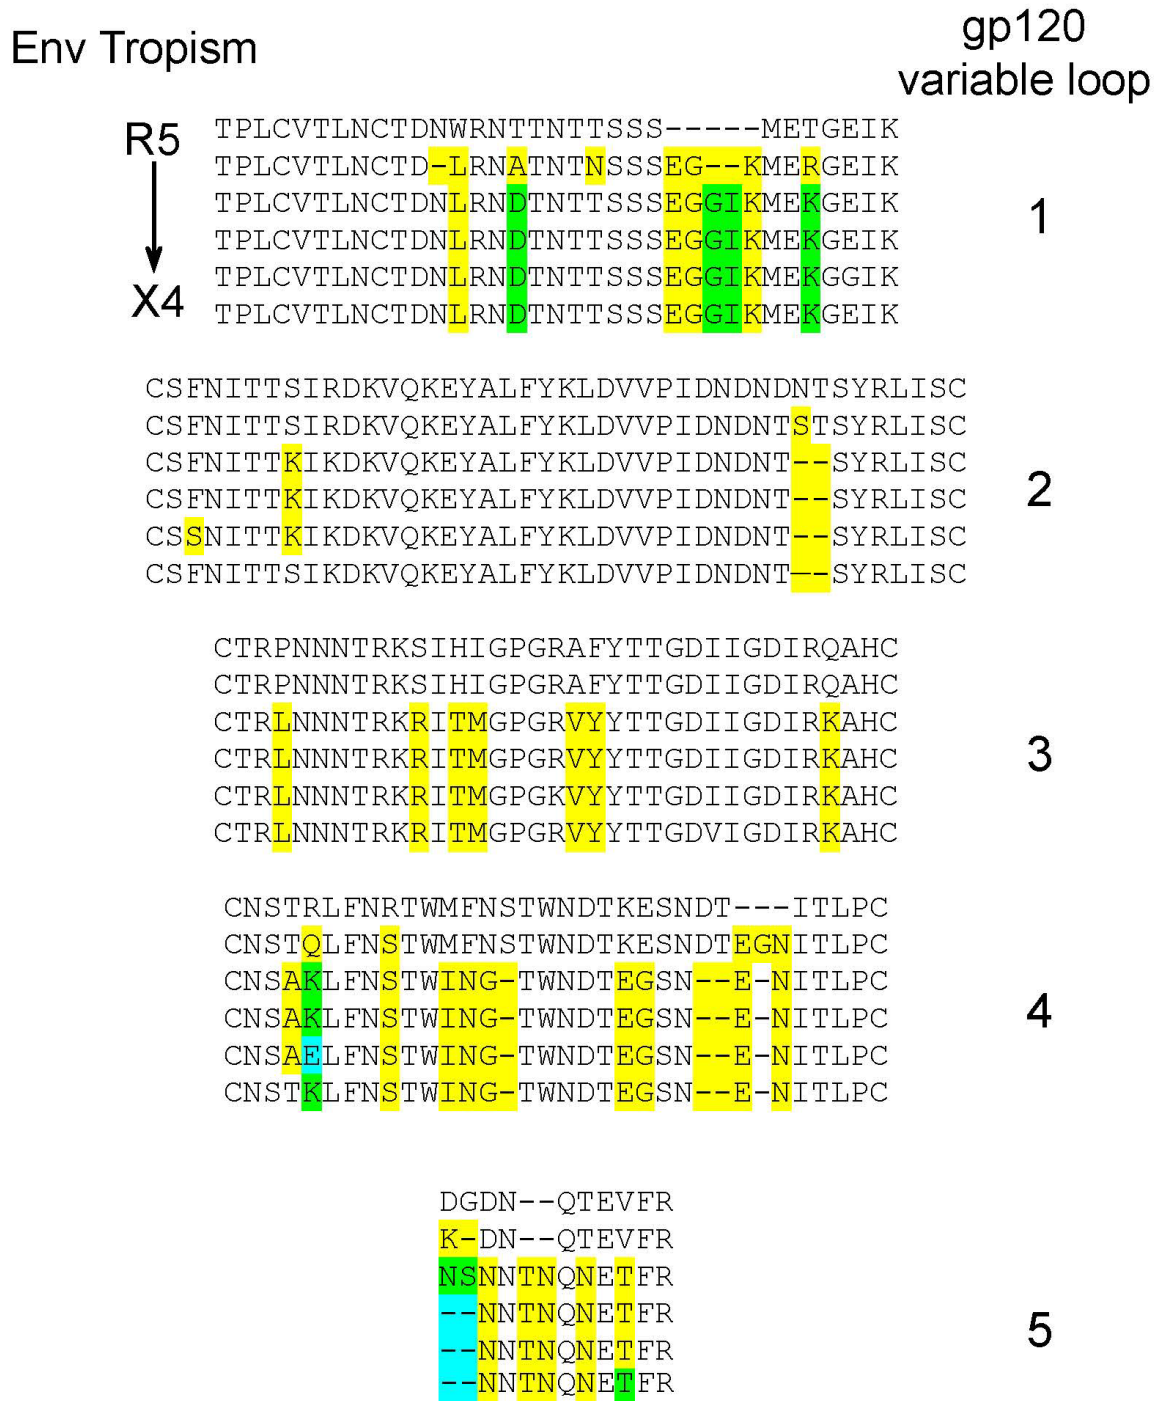 Env Tropism
gp120
variable loop
R5
X4
TPLCVTLNCTDNWRNTTNTTSSS-----METGEIK
TPLCVTLNCTD-LRNATNTNSSSEG--KMERGEIK
TPLCVTLNCTDNLRNDTNTTSSSEGGIKMEKGEIK
TPLCVTLNCTDNLRNDTNTTSSSEGGIKMEKGEIK
TPLCVTLNCTDNLRNDTNTTSSSEGGIKMEKGGIK
TPLCVTLNCTDNLRNDTNTTSSSEGGIKMEKGEIK
1
CSFNITTSIRDKVQKEYALFYKLDVVPIDNDNDNTSYRLISC
CSFNITTSIRDKVQKEYALFYKLDVVPIDNDNTSTSYRLISC
CSFNITTKIKDKVQKEYALFYKLDVVPIDNDNT--SYRLISC
CSFNITTKIKDKVQKEYALFYKLDVVPIDNDNT--SYRLISC
CSSNITTKIKDKVQKEYALFYKLDVVPIDNDNT--SYRLISC
CSFNITTSIKDKVQKEYALFYKLDVVPIDNDNT--SYRLISC
2
CTRPNNNTRKSIHIGPGRAFYTTGDIIGDIRQAHC
CTRPNNNTRKSIHIGPGRAFYTTGDIIGDIRQAHC
CTRLNNNTRKRITMGPGRVYYTTGDIIGDIRKAHC
CTRLNNNTRKRITMGPGRVYYTTGDIIGDIRKAHC
CTRLNNNTRKRITMGPGKVYYTTGDIIGDIRKAHC
CTRLNNNTRKRITMGPGRVYYTTGDVIGDIRKAHC
3
CNSTRLFNRTWMFNSTWNDTKESNDT---ITLPC
CNSTQLFNSTWMFNSTWNDTKESNDTEGNITLPC
CNSAKLFNSTWING-TWNDTEGSN--E-NITLPC
CNSAKLFNSTWING-TWNDTEGSN--E-NITLPC
CNSAELFNSTWING-TWNDTEGSN--E-NITLPC
CNSTKLFNSTWING-TWNDTEGSN--E-NITLPC
4
DGDN--QTEVFR
K-DN--QTEVFR
NSNNTNQNETFR
--NNTNQNETFR
--NNTNQNETFR
--NNTNQNETFR
5